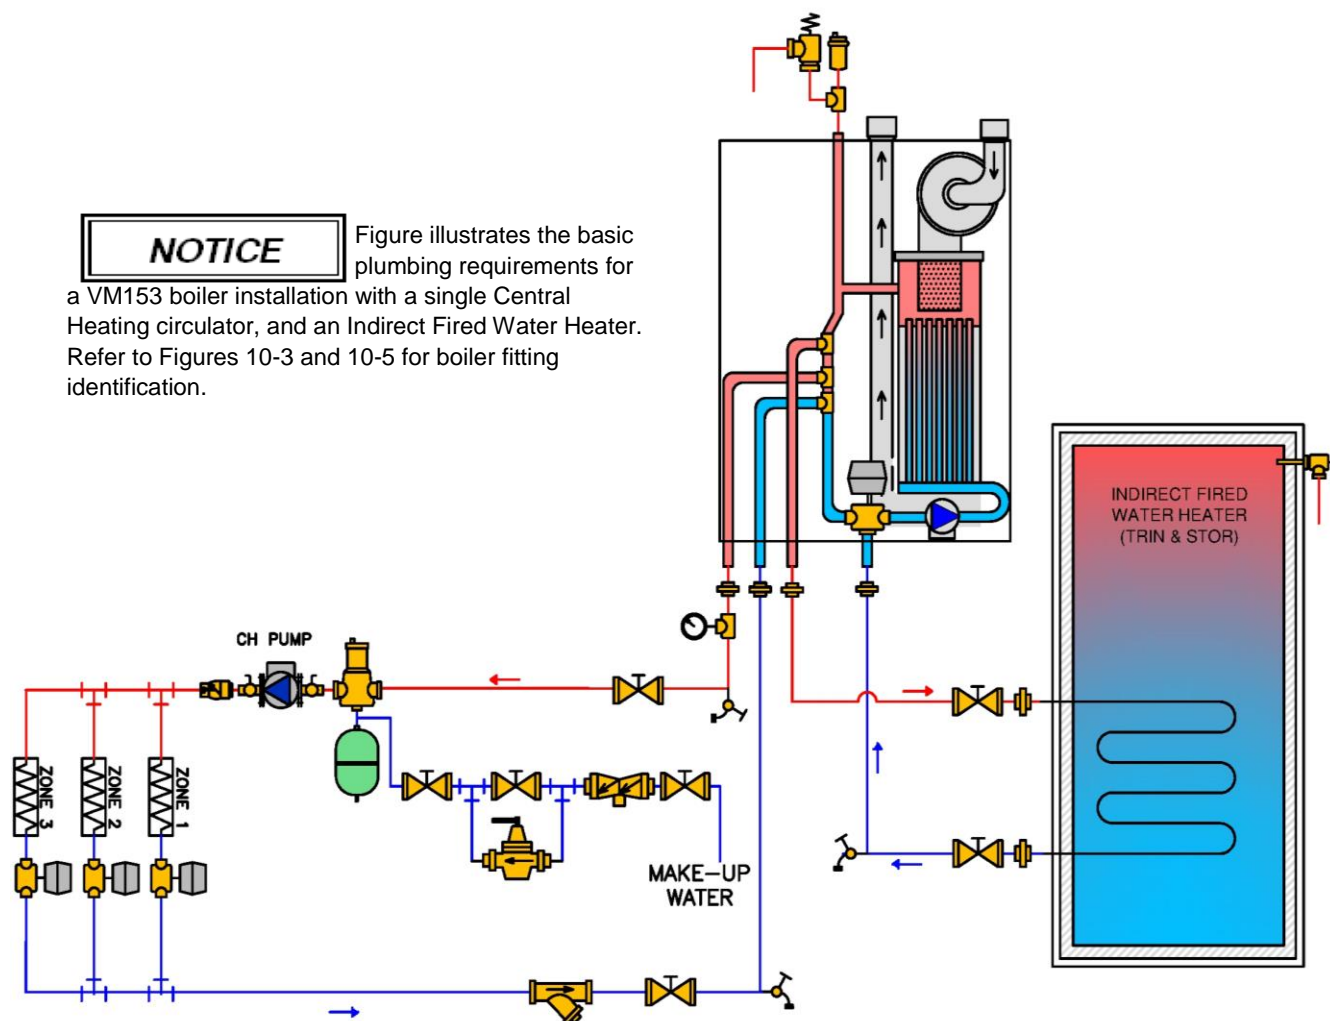 NOTICE
Figure illustrates the basic
plumbing requirements for
a VM153 boiler installation with a single Central
Heating circulator, and an Indirect Fired Water Heater.
Refer to Figures 10-3 and 10-5 for boiler fitting
identification.
INDIRECT FIRED
WATER HEATER
(TRIN & STOR)
CH PUMP
ZONE 3
ZONE 2
ZONE 1
MAKE-UP
WATER